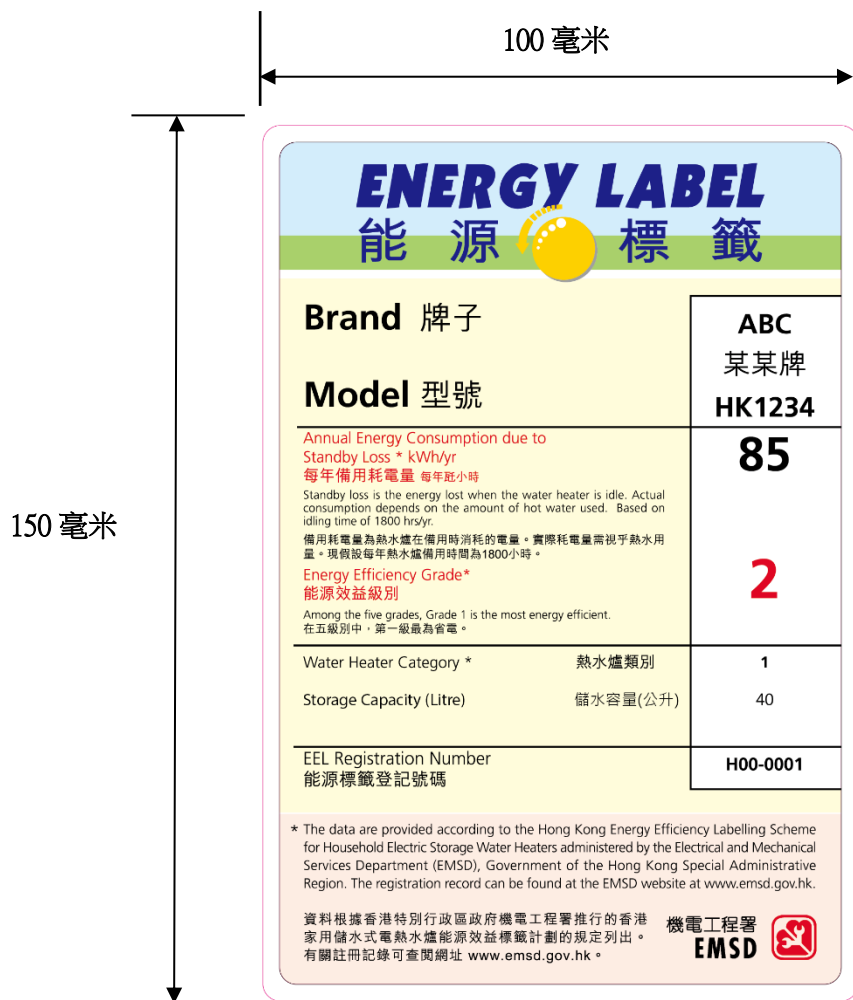 100 毫米
150 毫米
ENERGY LABEL
能源標籤
Brand 牌子
ABC
某某牌
Model 型號
HK1234
Annual Energy Consumption due to
Standby Loss * kWh/yr
每年備用耗電量 每年瓩小時
85
Standby loss is the energy lost when the water heater is idle. Actual
consumption depends on the amount of hot water used. Based on
idling time of 1800 hrs/yr.
備用耗電量為熱水爐在備用時消耗的電量。實際耗電量需視乎熱水用
量。現假設每年熱水爐備用時間為1800小時。
Energy Efficiency Grade*
能源效益級別
2
Among the five grades, Grade 1 is the most energy efficient.
在五級別中，第一級最為省電。
Water Heater Category * 熱水爐類別 1
Storage Capacity (Litre) 儲水容量(公升) 40
EEL Registration Number
能源標籤登記號碼
H00-0001
* The data are provided according to the Hong Kong Energy Efficiency Labelling Scheme
for Household Electric Storage Water Heaters administered by the Electrical and Mechanical
Services Department (EMSD), Government of the Hong Kong Special Administrative
Region. The registration record can be found at the EMSD website at www.emsd.gov.hk.
資料根據香港特別行政區政府機電工程署推行的香港
家用儲水式電熱水爐能源效益標籤計劃的規定列出。
有關註冊記錄可查閱網址 www.emsd.gov.hk。
機電工程署
EMSD